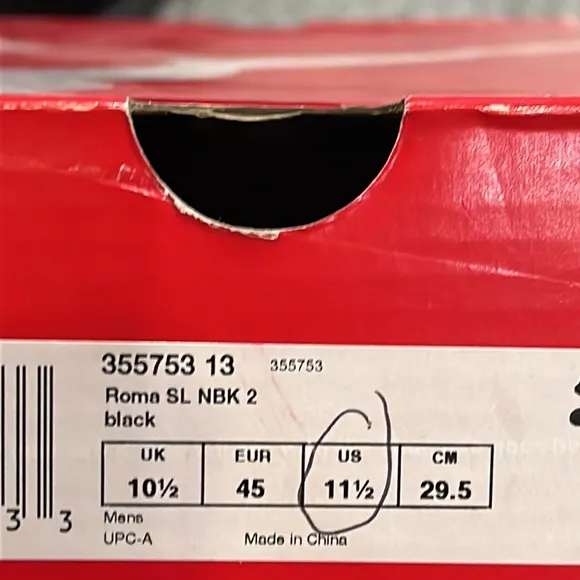 355753 13 355753
Roma SL NBK 2
black
UK EUR US CM
10½ 45 11½ 29.5
3 3
Mens
UPC-A Made in China